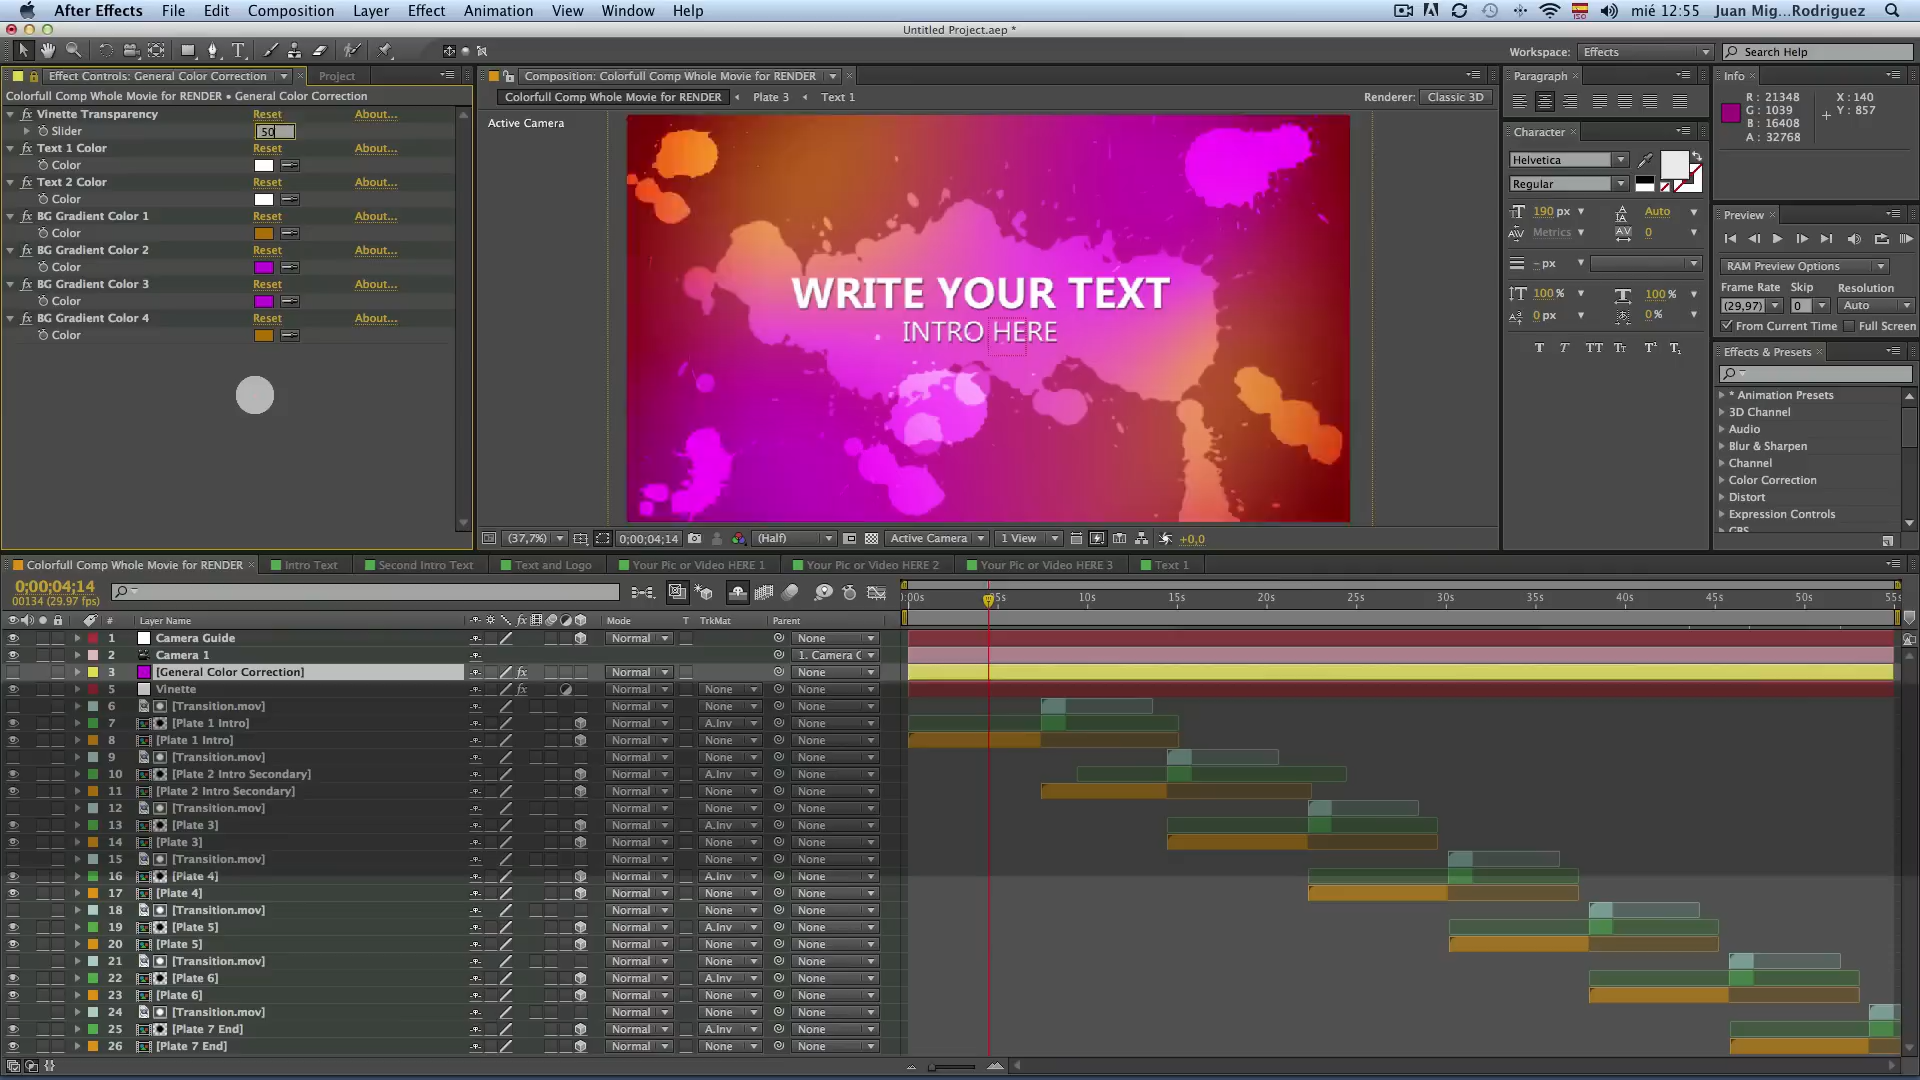 After Effects File Edit Composition Layer Effect Animation View Window Help mié 12:55 Juan Mig...Rodriguez
Untitled Project.aep *
Workspace: Effects Search Help
Effect Controls: General Color Correction Project
Colorfull Comp Whole Movie for RENDER • General Color Correction
Vinette Transparency Reset About...
Slider 50
Text 1 Color Reset About...
Color
Text 2 Color Reset About...
Color
BG Gradient Color 1 Reset About...
Color
BG Gradient Color 2 Reset About...
Color
BG Gradient Color 3 Reset About...
Color
BG Gradient Color 4 Reset About...
Color
Composition: Colorfull Comp Whole Movie for RENDER
Colorfull Comp Whole Movie for RENDER Plate 3 Text 1 Renderer: Classic 3D
Active Camera
WRITE YOUR TEXT
INTRO HERE
(37,7%) 0;00;04;14 (Half) Active Camera 1 View +0,0
Paragraph
Character
Helvetica
Regular
190 px Auto
Metrics 0
- px
100 % 100 %
0 px 0 %
T T TT Tт T¹ T₁
Info
R : 21348 X : 140
G : 1039 Y : 857
B : 16408
A : 32768
Preview
RAM Preview Options
Frame Rate Skip Resolution
(29,97) 0 Auto
From Current Time Full Screen
Effects & Presets
* Animation Presets
3D Channel
Audio
Blur & Sharpen
Channel
Color Correction
Distort
Expression Controls
Colorfull Comp Whole Movie for RENDER Intro Text Second Intro Text Text and Logo Your Pic or Video HERE 1 Your Pic or Video HERE 2 Your Pic or Video HERE 3 Text 1
0;00;04;14
00134 (29.97 fps)
:00s 05s 10s 15s 20s 25s 30s 35s 40s 45s 50s 55s
# Layer Name Mode T TrkMat Parent
1 Camera Guide Normal None
2 Camera 1 1. Camera G
3 [General Color Correction] Normal None
5 Vinette Normal None None
6 [Transition.mov] Normal None None
7 [Plate 1 Intro] Normal A.Inv None
8 [Plate 1 Intro] Normal None None
9 [Transition.mov] Normal None None
10 [Plate 2 Intro Secondary] Normal A.Inv None
11 [Plate 2 Intro Secondary] Normal None None
12 [Transition.mov] Normal None None
13 [Plate 3] Normal A.Inv None
14 [Plate 3] Normal None None
15 [Transition.mov] Normal None None
16 [Plate 4] Normal A.Inv None
17 [Plate 4] Normal None None
18 [Transition.mov] Normal None None
19 [Plate 5] Normal A.Inv None
20 [Plate 5] Normal None None
21 [Transition.mov] Normal None None
22 [Plate 6] Normal A.Inv None
23 [Plate 6] Normal None None
24 [Transition.mov] Normal None None
25 [Plate 7 End] Normal A.Inv None
26 [Plate 7 End] Normal None None